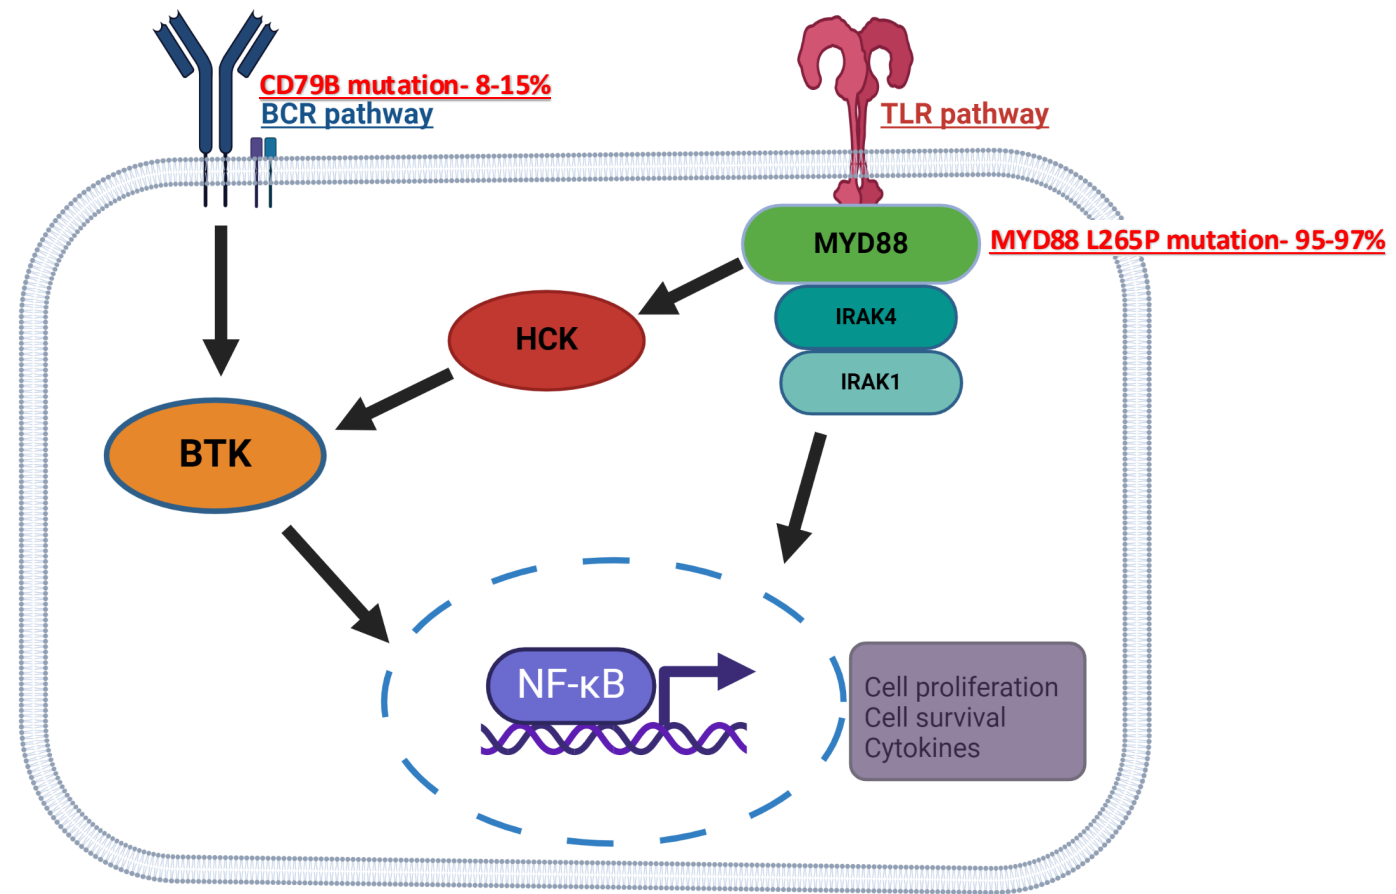 CD79B mutation- 8-15%
BCR pathway
TLR pathway
MYD88
MYD88 L265P mutation- 95-97%
IRAK4
HCK
IRAK1
BTK
NF-κB
Cell proliferation
Cell survival
Cytokines